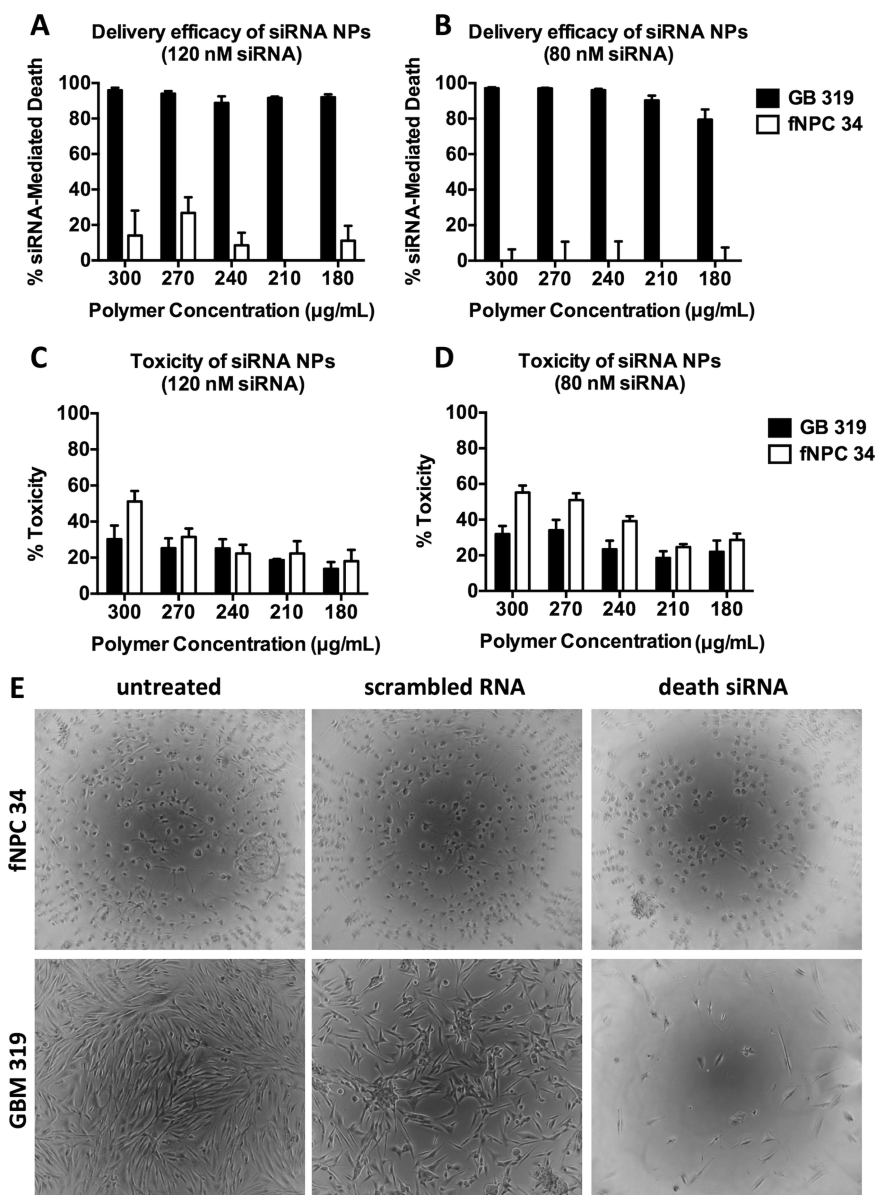 A
Delivery efficacy of siRNA NPs
(120 nM siRNA)
% siRNA-Mediated Death
100
80
60
40
20
0
300 270 240 210 180
Polymer Concentration (µg/mL)
B
Delivery efficacy of siRNA NPs
(80 nM siRNA)
% siRNA-Mediated Death
100
80
60
40
20
0
300 270 240 210 180
Polymer Concentration (µg/mL)
GB 319
fNPC 34
C
Toxicity of siRNA NPs
(120 nM siRNA)
% Toxicity
100
80
60
40
20
0
300 270 240 210 180
Polymer Concentration (µg/mL)
D
Toxicity of siRNA NPs
(80 nM siRNA)
% Toxicity
100
80
60
40
20
0
300 270 240 210 180
Polymer Concentration (µg/mL)
GB 319
fNPC 34
E
untreated scrambled RNA death siRNA
fNPC 34
GBM 319